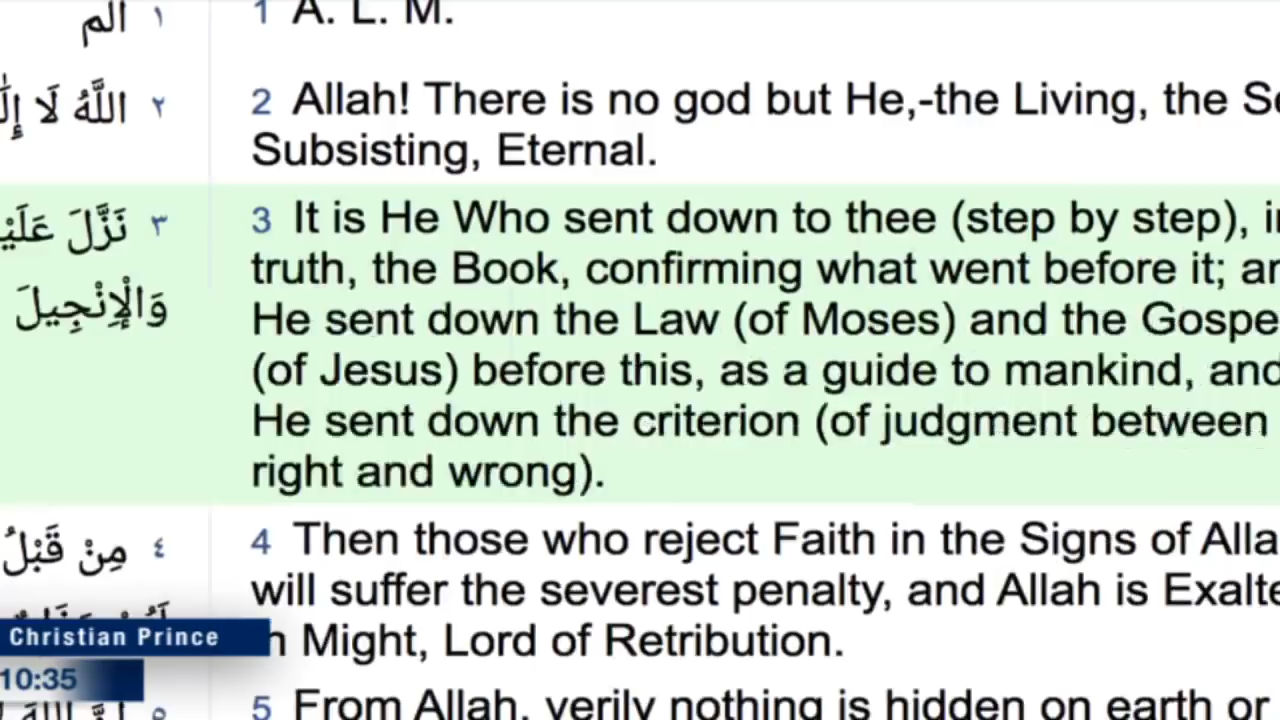 ١ الم
1 A. L. M.
٢ اللَّهُ لَا
2 Allah! There is no god but He,-the Living, the
Subsisting, Eternal.
٣ نَزَّلَ
3 It is He Who sent down to thee (step by step),
truth, the Book, confirming what went before it;
وَالْإِنْجِيلَ
He sent down the Law (of Moses) and the
(of Jesus) before this, as a guide to mankind, and
He sent down the criterion (of judgment between
right and wrong).
٤ مِنْ قَبْلُ
4 Then those who reject Faith in the Signs of
will suffer the severest penalty, and Allah is
Might, Lord of Retribution.
Christian Prince
10:35
5 From Allah, verily nothing is hidden on earth or